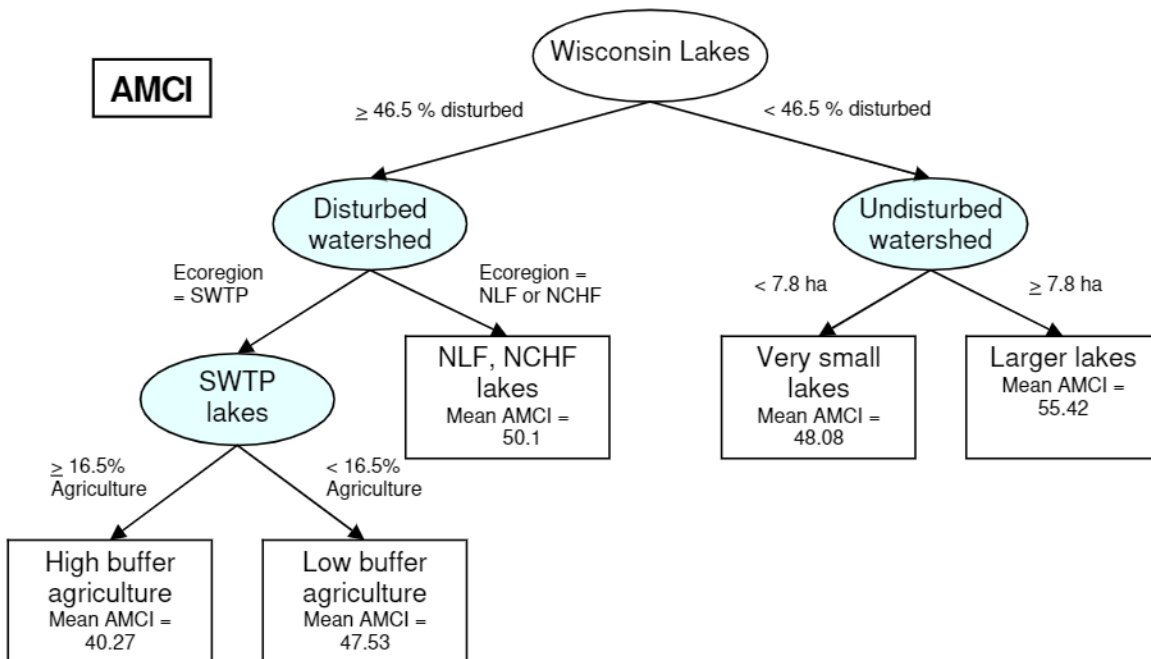 Wisconsin Lakes
AMCI
≥ 46.5 % disturbed
< 46.5 % disturbed
Disturbed
watershed
Undisturbed
watershed
Ecoregion
= SWTP
Ecoregion =
NLF or NCHF
< 7.8 ha
≥ 7.8 ha
SWTP
lakes
NLF, NCHF
lakes
Mean AMCI =
50.1
Very small
lakes
Mean AMCI =
48.08
Larger lakes
Mean AMCI =
55.42
≥ 16.5%
Agriculture
< 16.5%
Agriculture
High buffer
agriculture
Mean AMCI =
40.27
Low buffer
agriculture
Mean AMCI =
47.53